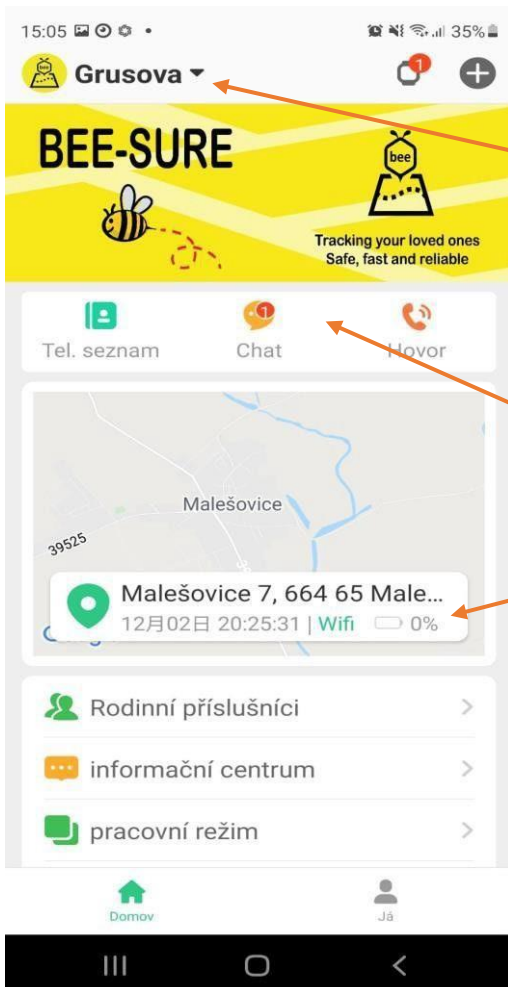 15:05
35%
bee
Grusova
1
BEE-SURE
bee
Tracking your loved ones
Safe, fast and reliable
1
Tel. seznam
Chat
Hovor
Malešovice
39525
Malešovice 7, 664 65 Male...
12月02日 20:25:31 | Wifi 0%
Rodinní příslušníci
informační centrum
pracovní režim
Domov
Já